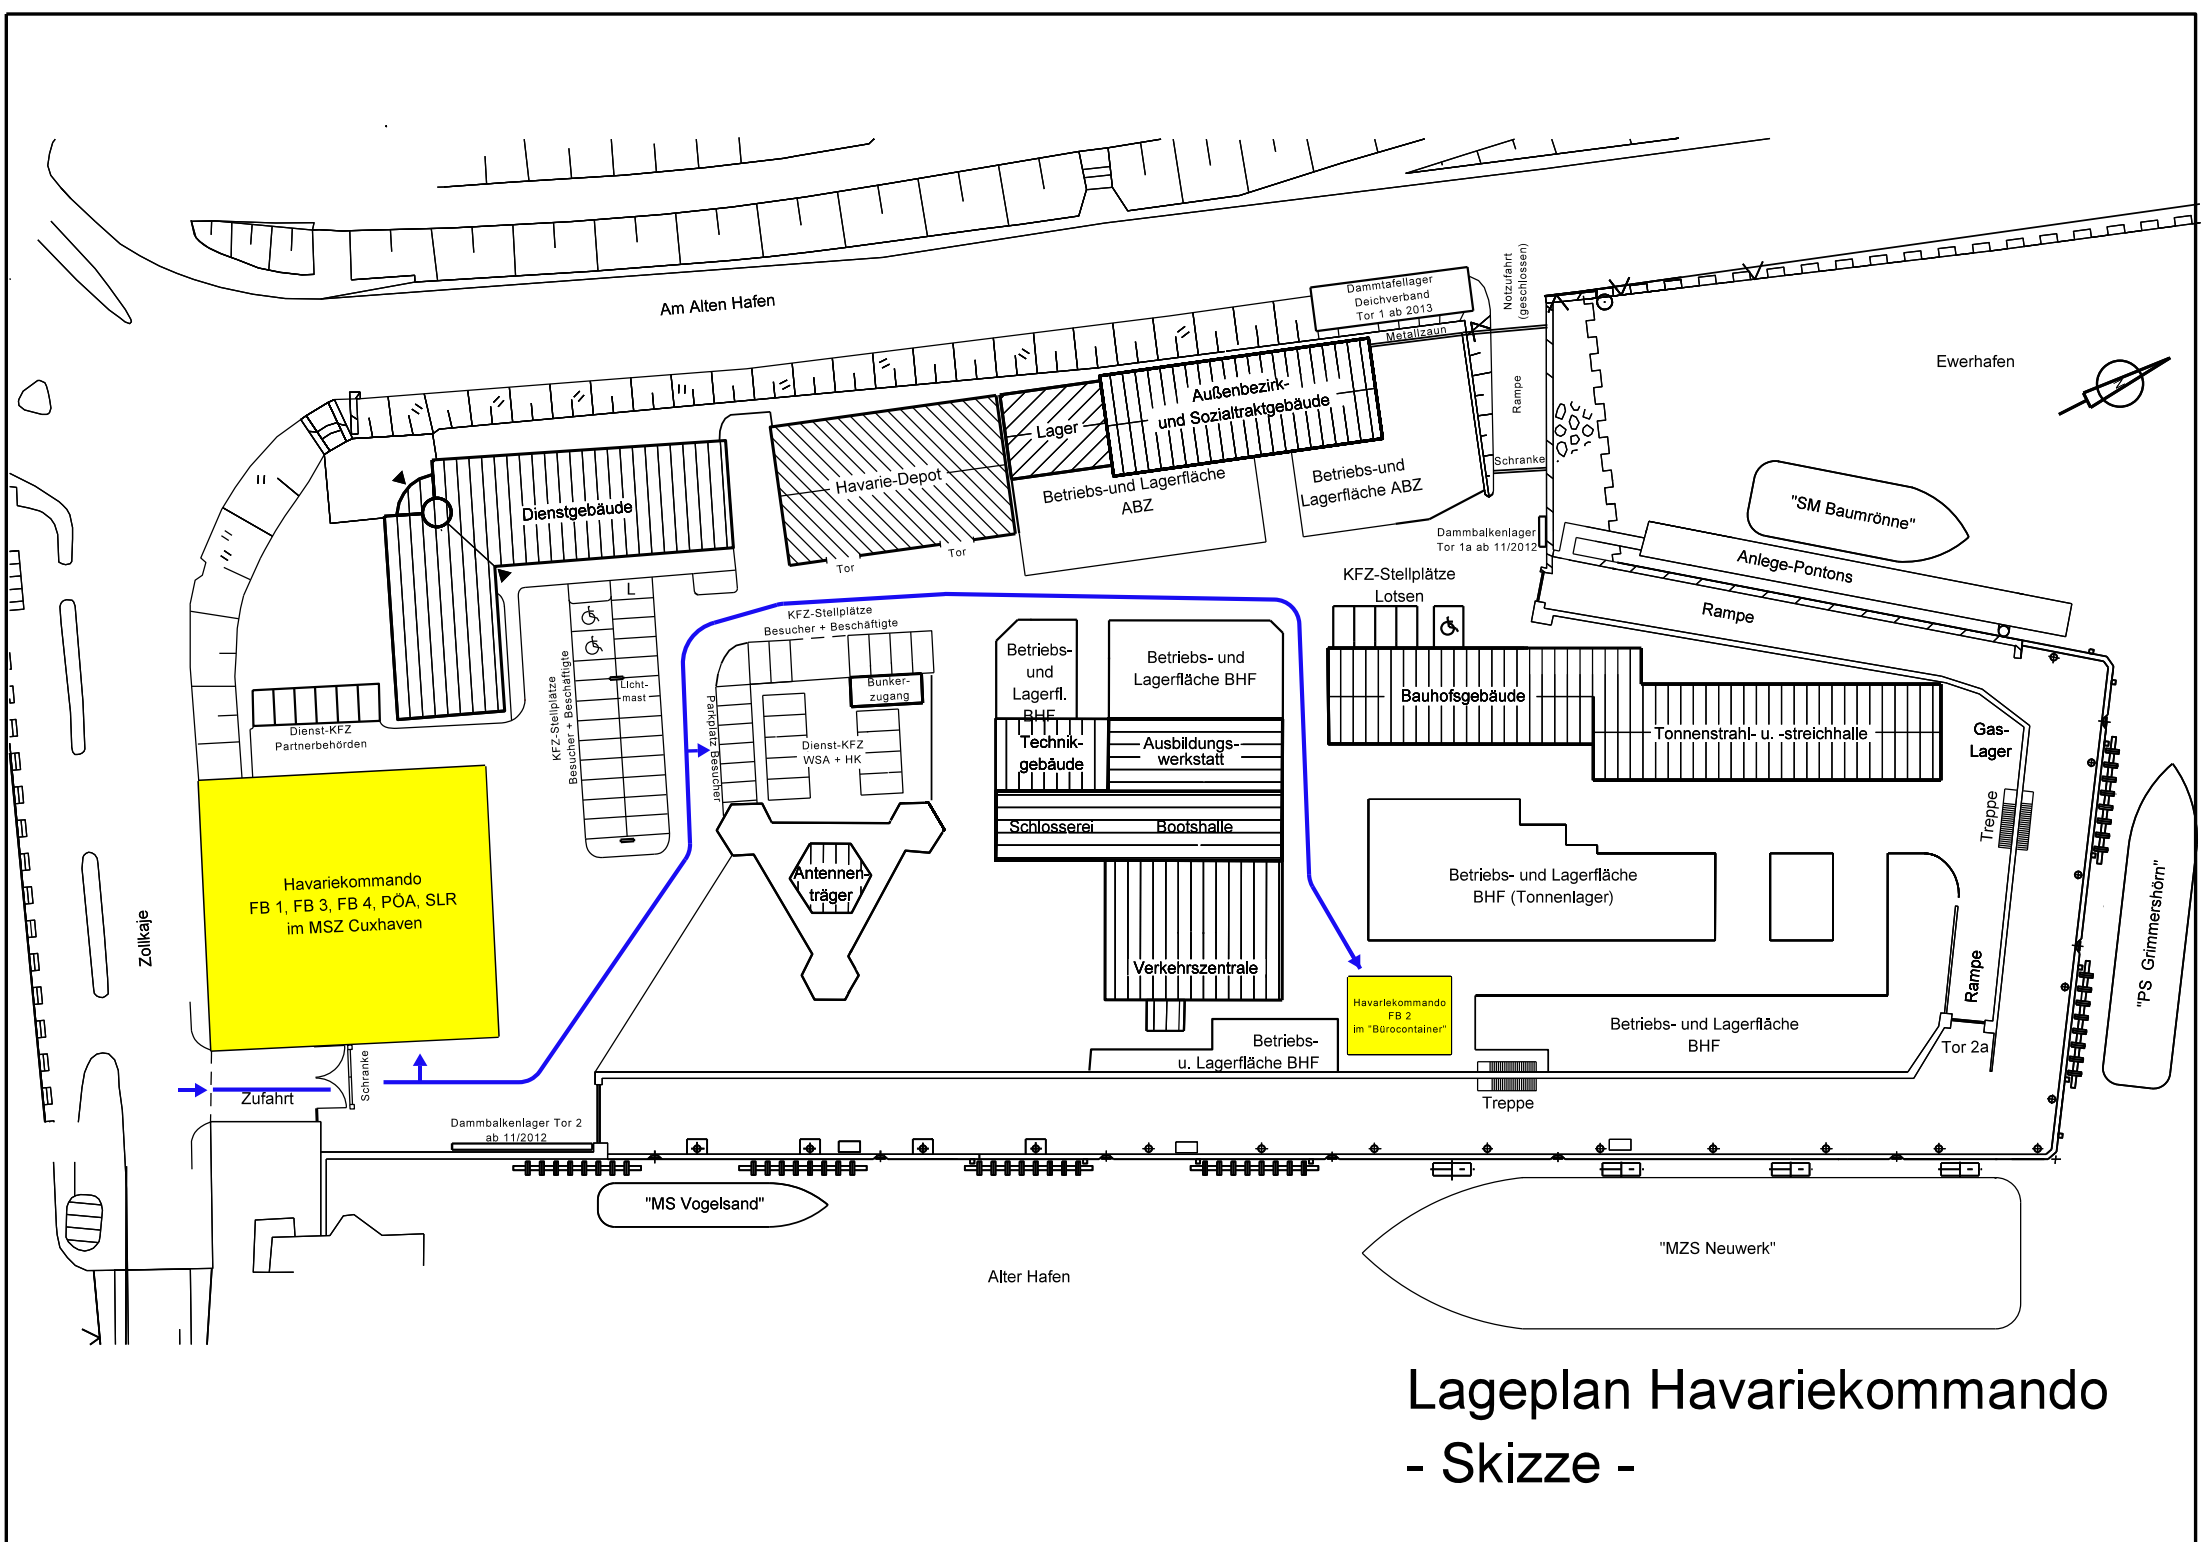 Am Alten Hafen
Dammtafellager
Deichverband
Tor 1 ab 2013
Metallzaun
Notzufahrt
(geschlossen)
Rampe
Schranke
Ewerhafen
Außenbezirk-
und Sozialtraktgebäude
Lager
Havarie-Depot
Tor
Tor
Dienstgebäude
Betriebs-und Lagerfläche
ABZ
Betriebs-und
Lagerfläche ABZ
Dammbalkenlager
Tor 1a ab 11/2012
"SM Baumrönne"
Anlege-Pontons
Rampe
KFZ-Stellplätze
Lotsen
KFZ-Stellplätze
Besucher + Beschäftigte
L
Licht-
mast
KFZ-Stellplätze
Besucher + Beschäftigte
Parkplatz Besucher
Bunker-
zugang
Dienst-KFZ
WSA + HK
Dienst-KFZ
Partnerbehörden
Betriebs-
und
Lagerfl.
BHF
Betriebs- und
Lagerfläche BHF
Technik-
gebäude
Ausbildungs-
werkstatt
Schlosserei
Bootshalle
Bauhofsgebäude
Tonnenstrahl- u. -streichhalle
Gas-
Lager
Treppe
"PS Grimmershörn"
Antennen-
träger
Verkehrszentrale
Betriebs- und Lagerfläche
BHF (Tonnenlager)
Havariekommando
FB 1, FB 3, FB 4, PÖA, SLR
im MSZ Cuxhaven
Zollkaje
Havariekommando
FB 2
im "Bürocontainer"
Betriebs-
u. Lagerfläche BHF
Betriebs- und Lagerfläche
BHF
Rampe
Tor 2a
Treppe
Schranke
Zufahrt
Dammbalkenlager Tor 2
ab 11/2012
"MS Vogelsand"
"MZS Neuwerk"
Alter Hafen
Lageplan Havariekommando
- Skizze -